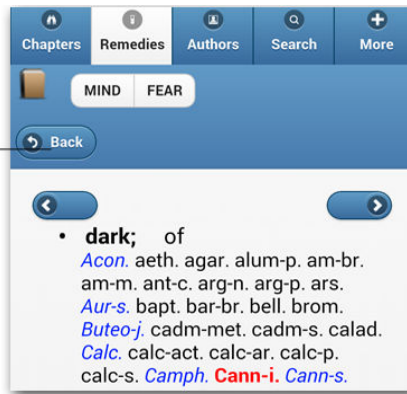 Chapters Remedies Authors Search More
MIND FEAR
Back
• dark; of
Acon. aeth. agar. alum-p. am-br.
am-m. ant-c. arg-n. arg-p. ars.
Aur-s. bapt. bar-br. bell. brom.
Buteo-j. cadm-met. cadm-s. calad.
Calc. calc-act. calc-ar. calc-p.
calc-s. Camph. Cann-i. Cann-s.